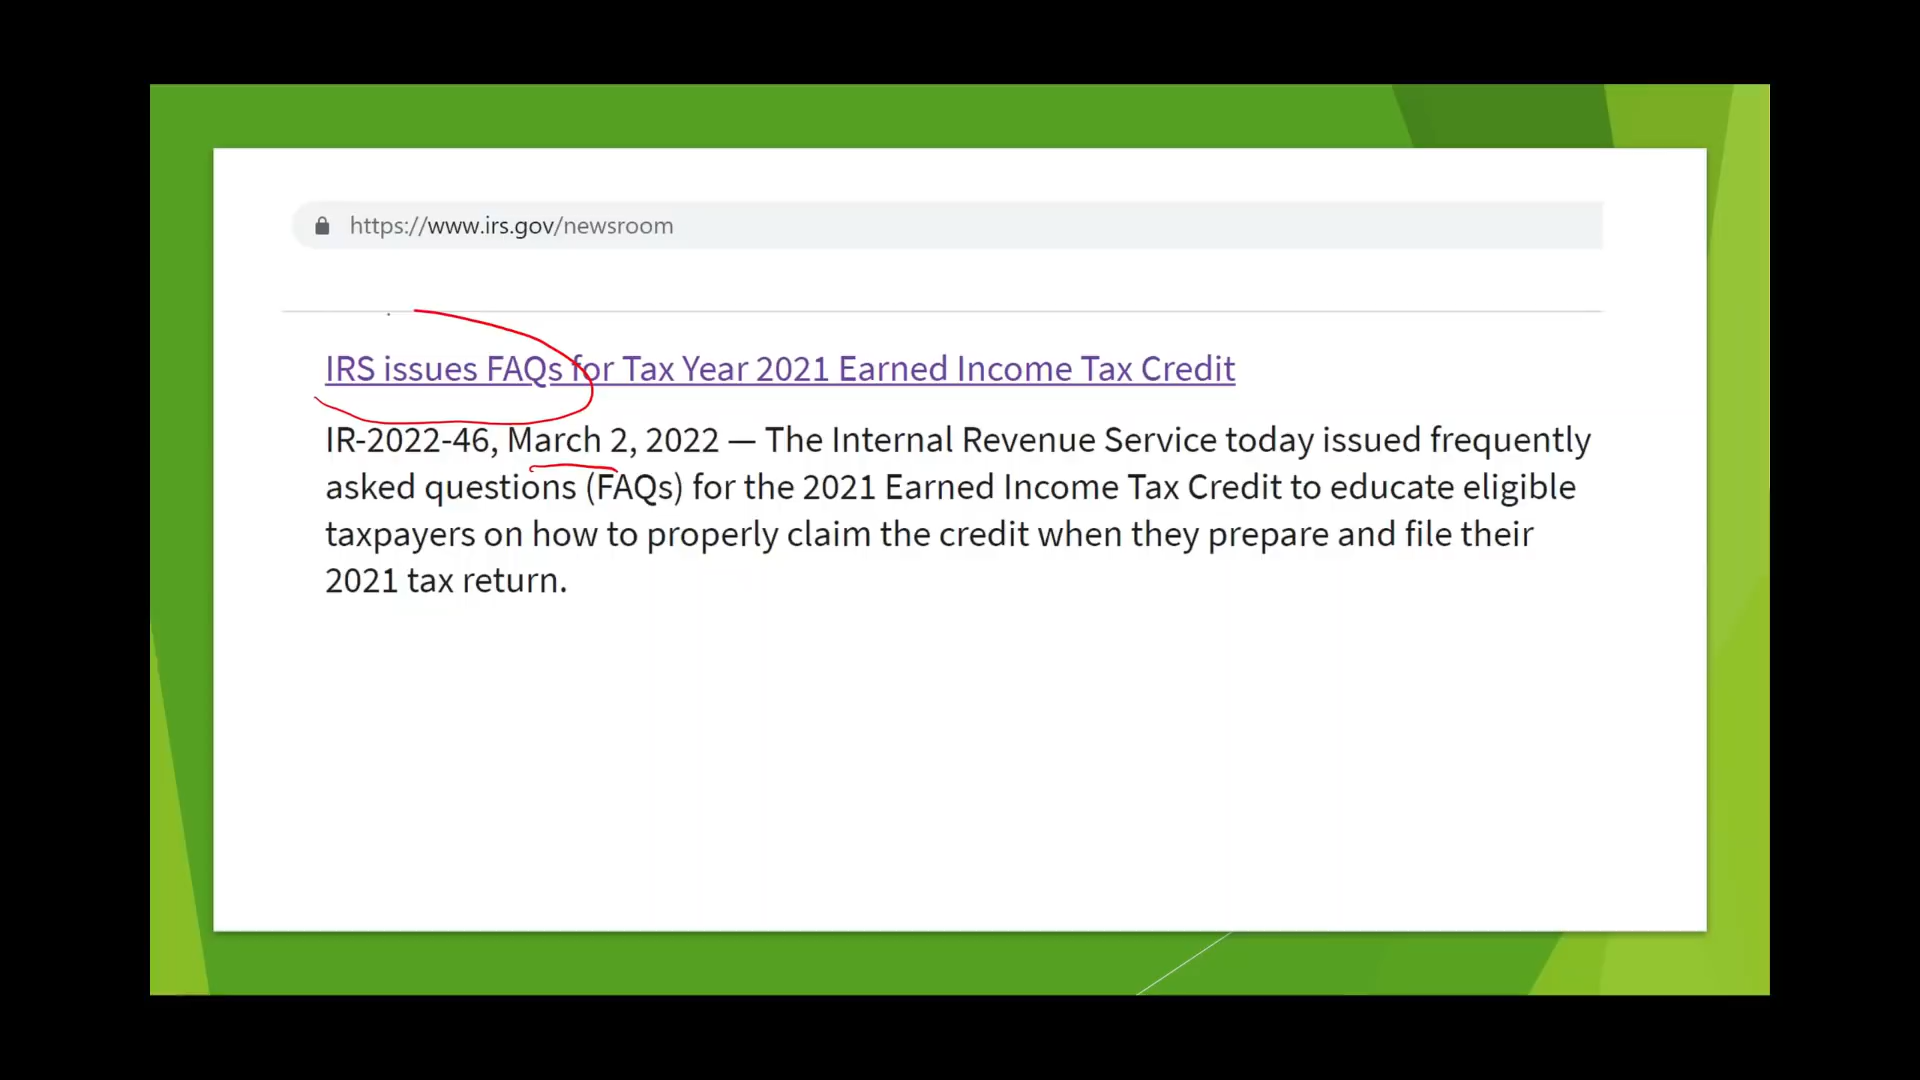 https://www.irs.gov/newsroom
IRS issues FAQs for Tax Year 2021 Earned Income Tax Credit
IR-2022-46, March 2, 2022 — The Internal Revenue Service today issued frequently
asked questions (FAQs) for the 2021 Earned Income Tax Credit to educate eligible
taxpayers on how to properly claim the credit when they prepare and file their
2021 tax return.